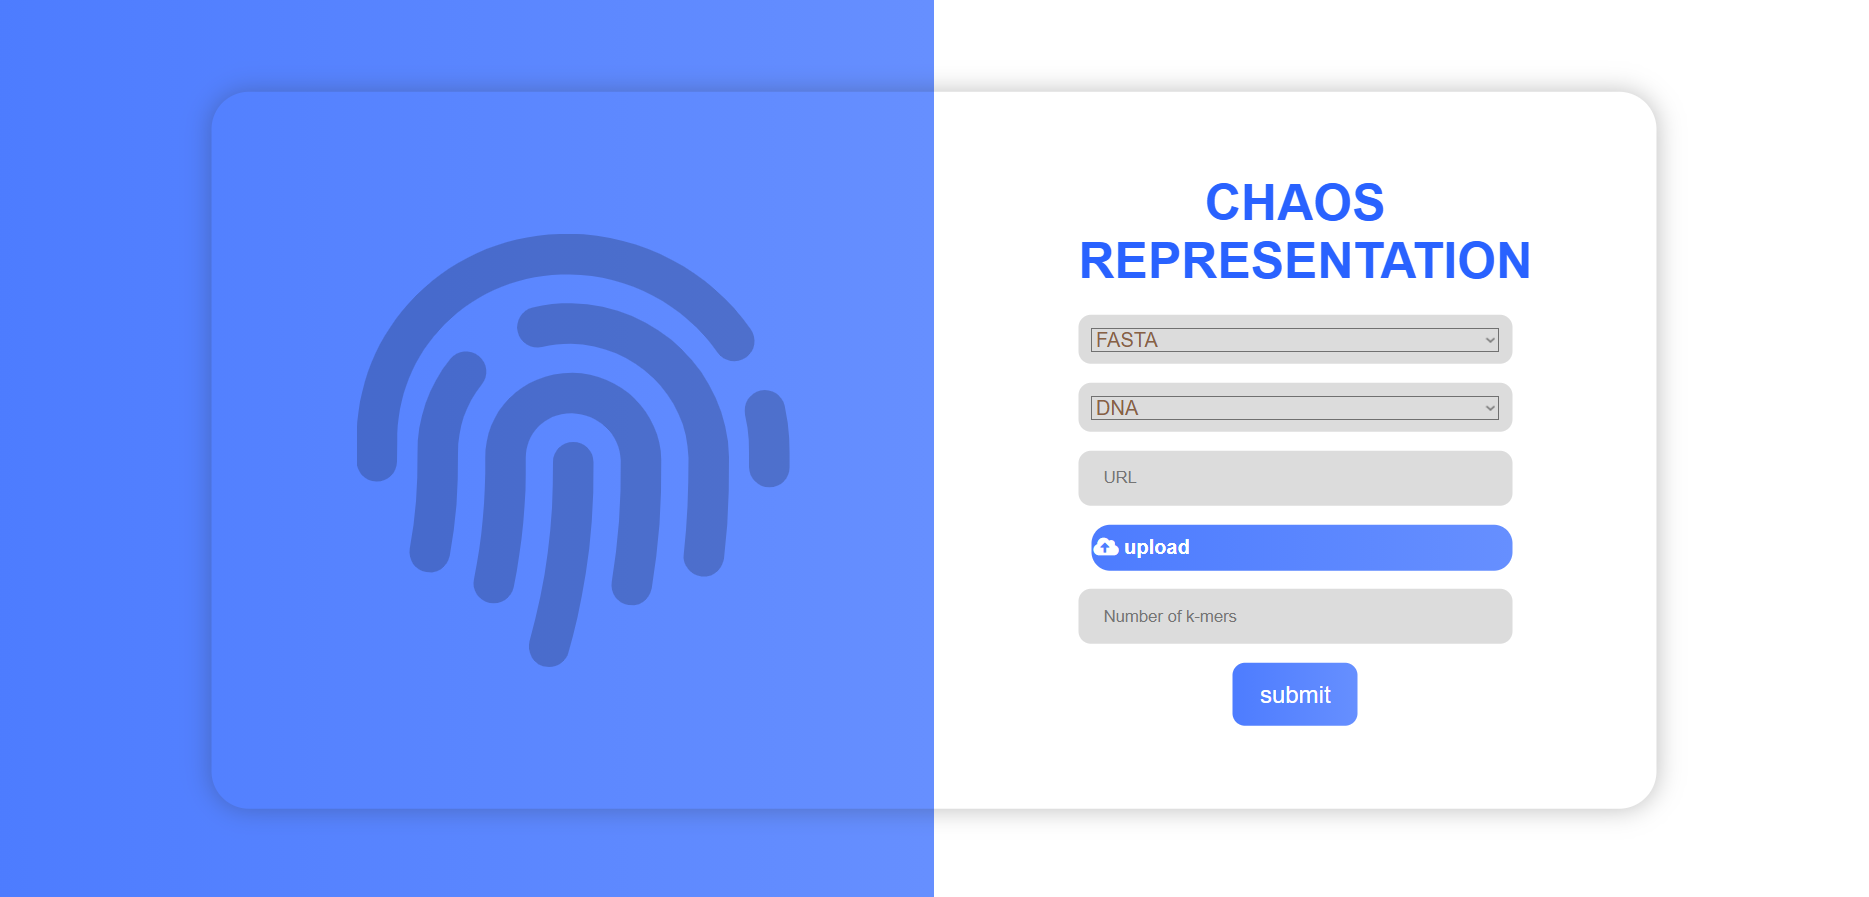 CHAOS
REPRESENTATION
FASTA
DNA
URL
upload
Number of k-mers
submit